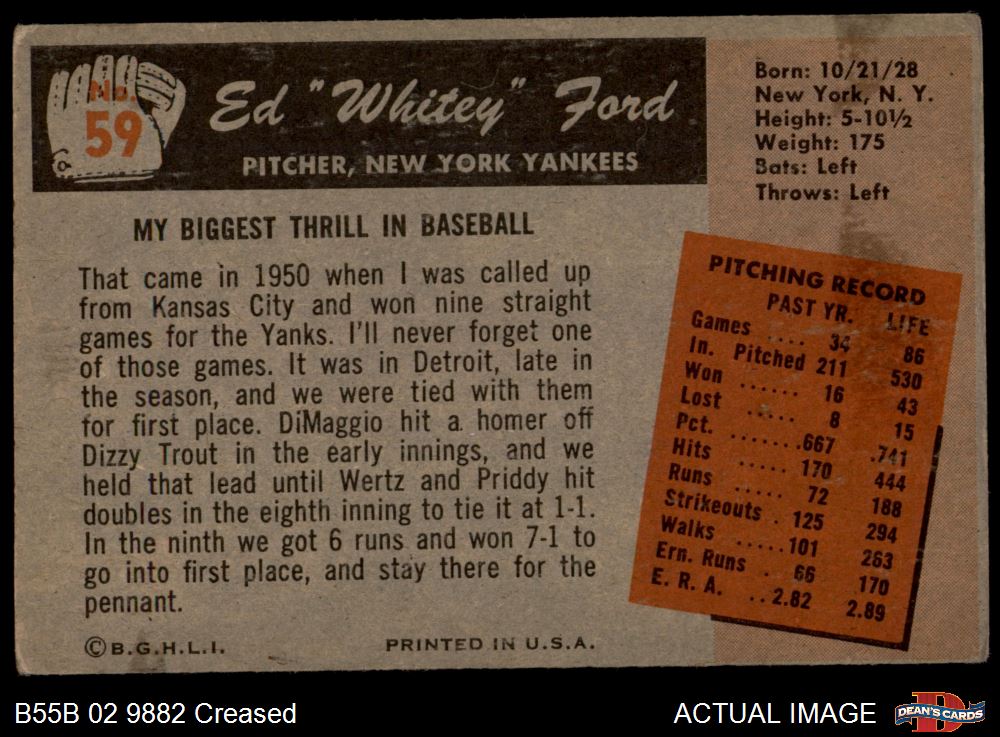 No.
59
Ed "Whitey" Ford
PITCHER, NEW YORK YANKEES
Born: 10/21/28
New York, N. Y.
Height: 5-10½
Weight: 175
Bats: Left
Throws: Left
MY BIGGEST THRILL IN BASEBALL
That came in 1950 when I was called up
from Kansas City and won nine straight
games for the Yanks. I'll never forget one
of those games. It was in Detroit, late in
the season, and we were tied with them
for first place. DiMaggio hit a homer off
Dizzy Trout in the early innings, and we
held that lead until Wertz and Priddy hit
doubles in the eighth inning to tie it at 1-1.
In the ninth we got 6 runs and won 7-1 to
go into first place, and stay there for the
pennant.
©B.G.H.L.I. PRINTED IN U.S.A.
PITCHING RECORD
PAST YR. LIFE
Games .... 34 86
In. Pitched 211 530
Won ...... 16 43
Lost ..... 8 15
Pct. ....... .667 .741
Hits ..... 170 444
Runs ..... 72 188
Strikeouts . 125 294
Walks ..... 101 263
Ern. Runs . 66 170
E. R. A. .. 2.82 2.89
B55B 02 9882 Creased
ACTUAL IMAGE
DEAN'S CARDS